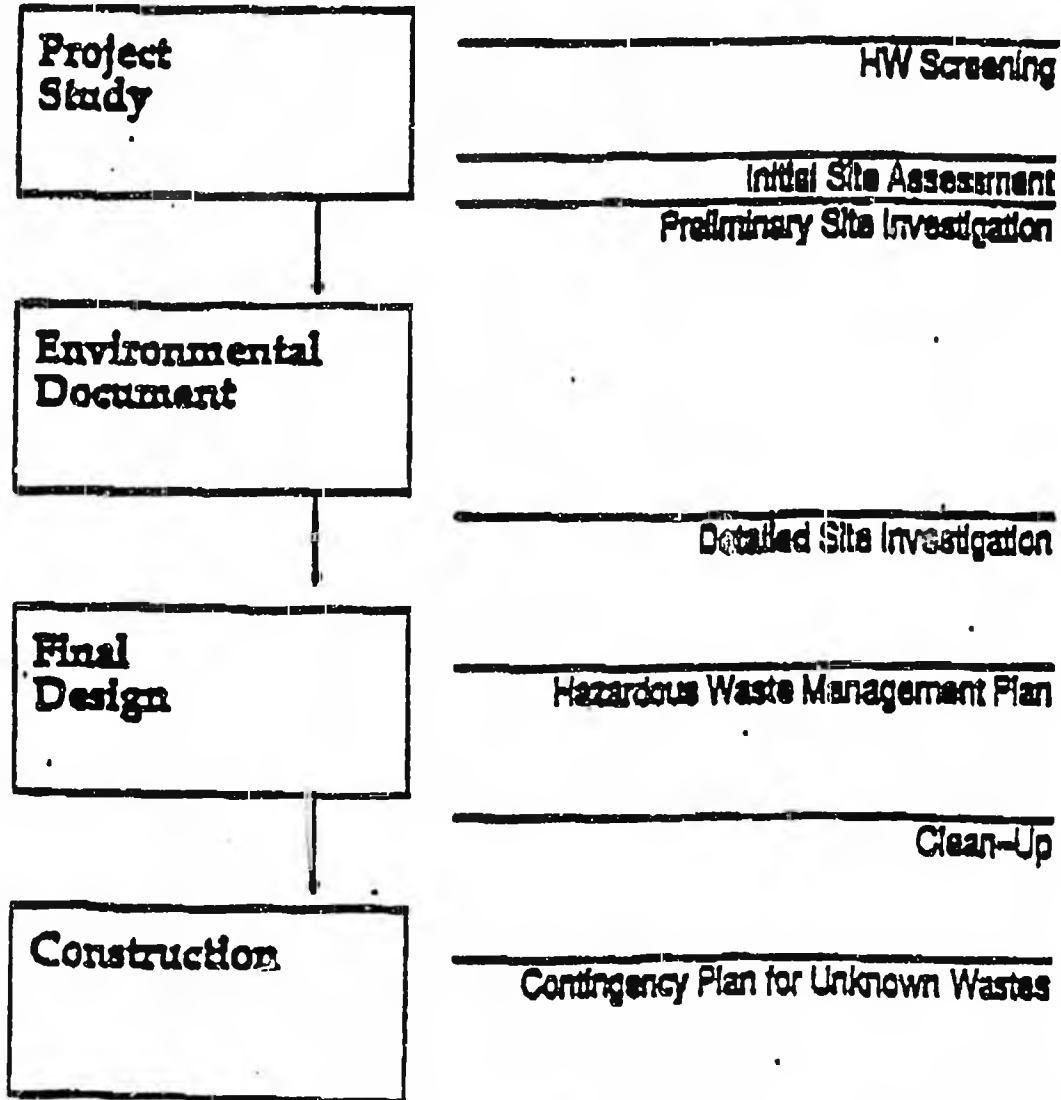 Project
Study
HW Screening
Initial Site Assessment
Preliminary Site Investigation
Environmental
Document
Detailed Site Investigation
Final
Design
Hazardous Waste Management Plan
Clean-Up
Construction
Contingency Plan for Unknown Wastes